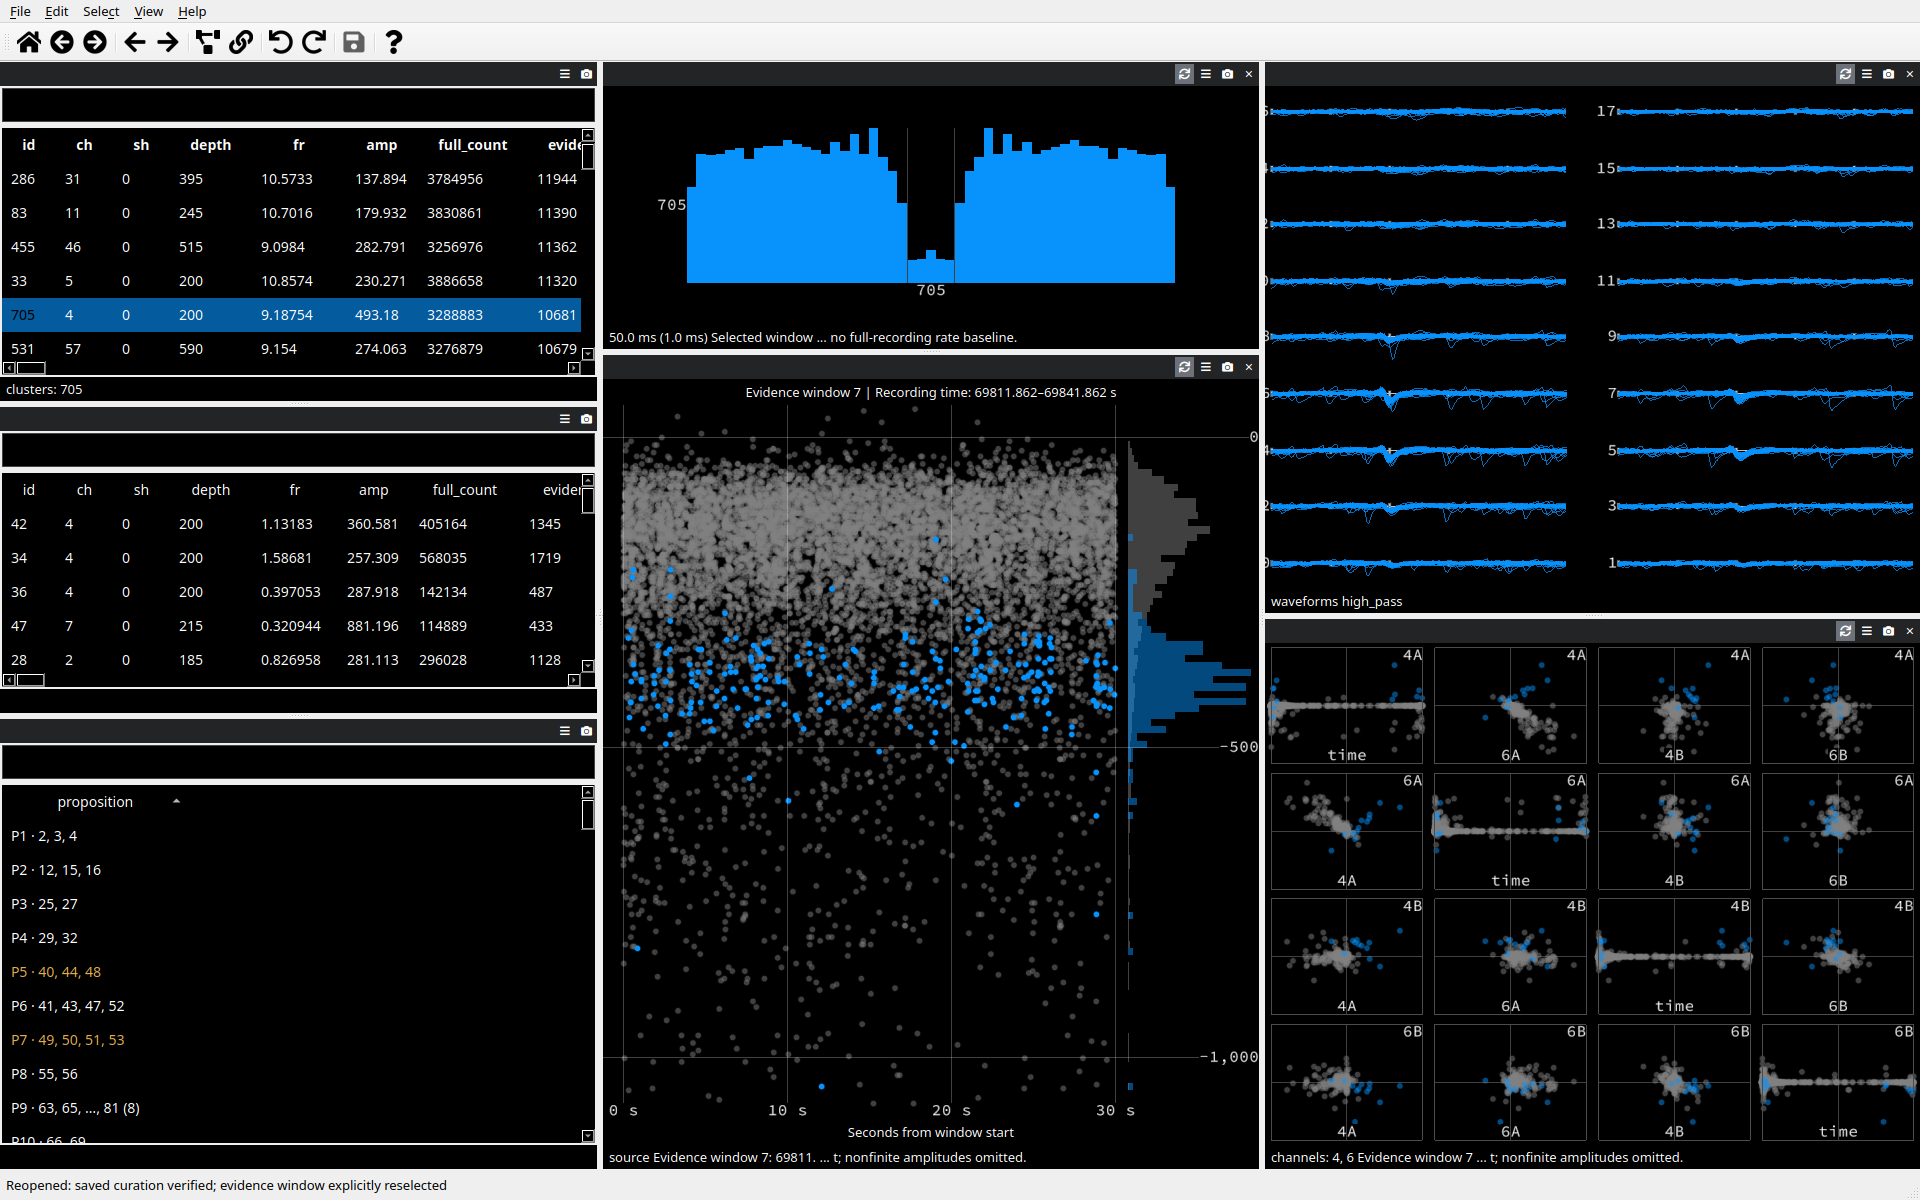 File Edit Select View Help
id ch sh depth fr amp full_count evide
286 31 0 395 10.5733 137.894 3784956 11944
83 11 0 245 10.7016 179.932 3830861 11390
455 46 0 515 9.0984 282.791 3256976 11362
33 5 0 200 10.8574 230.271 3886658 11320
705 4 0 200 9.18754 493.18 3288883 10681
531 57 0 590 9.154 274.063 3276879 10679
clusters: 705
id ch sh depth fr amp full_count evider
42 4 0 200 1.13183 360.581 405164 1345
34 4 0 200 1.58681 257.309 568035 1719
36 4 0 200 0.397053 287.918 142134 487
47 7 0 215 0.320944 881.196 114889 433
28 2 0 185 0.826958 281.113 296028 1128
proposition
P1 · 2, 3, 4
P2 · 12, 15, 16
P3 · 25, 27
P4 · 29, 32
P5 · 40, 44, 48
P6 · 41, 43, 47, 52
P7 · 49, 50, 51, 53
P8 · 55, 56
P9 · 63, 65, ..., 81 (8)
P10 · 66, 69
705
705
50.0 ms (1.0 ms) Selected window ... no full-recording rate baseline.
Evidence window 7 | Recording time: 69811.862–69841.862 s
0
−500
−1,000
0 s 10 s 20 s 30 s
Seconds from window start
source Evidence window 7: 69811. ... t; nonfinite amplitudes omitted.
17
15
13
11
9
7
5
3
1
waveforms high_pass
4A 4A 4A 4A
time 6A 4B 6B
6A 6A 6A 6A
4A time 4B 6B
4B 4B 4B 4B
4A 6A time 6B
6B 6B 6B 6B
4A 6A 4B time
channels: 4, 6 Evidence window 7 ... t; nonfinite amplitudes omitted.
Reopened: saved curation verified; evidence window explicitly reselected